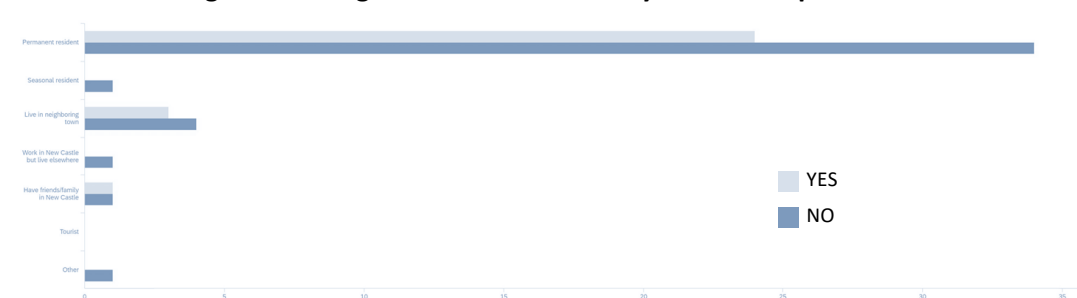 Permanent resident
Seasonal resident
Live in neighboring
town
Work in New Castle
but live elsewhere
Have friends/family
in New Castle
Tourist
Other
YES
NO
0 5 10 15 20 25 30 35